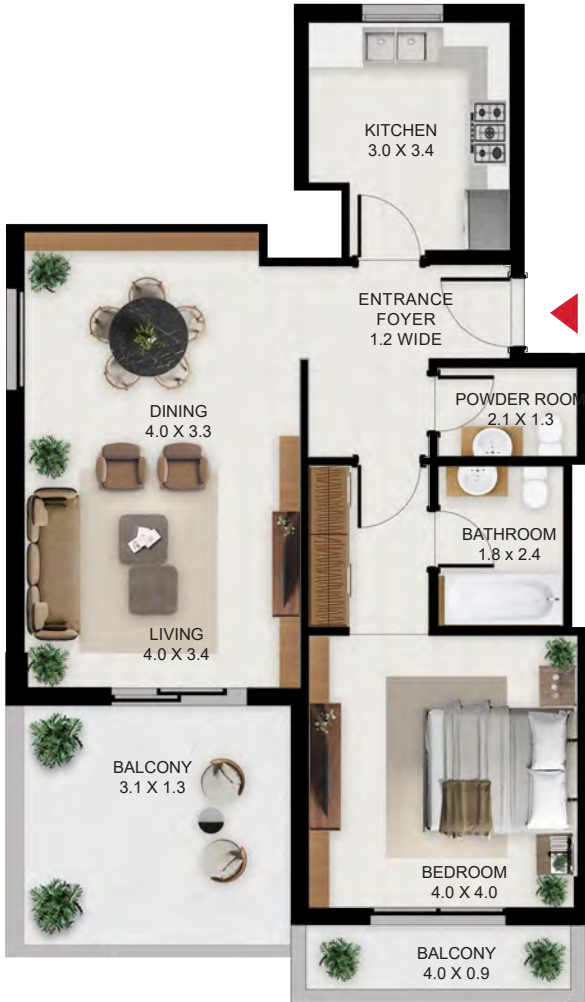 KITCHEN
3.0 X 3.4
ENTRANCE
FOYER
1.2 WIDE
POWDER ROOM
2.1 X 1.3
DINING
4.0 X 3.3
BATHROOM
1.8 x 2.4
LIVING
4.0 X 3.4
BALCONY
3.1 X 1.3
BEDROOM
4.0 X 4.0
BALCONY
4.0 X 0.9